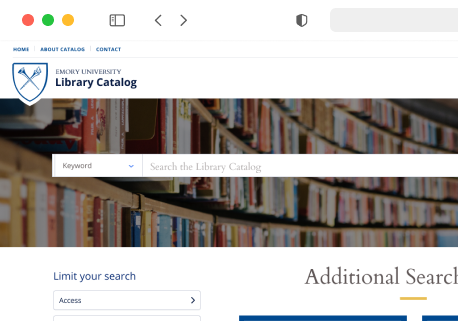 HOME ABOUT CATALOG CONTACT
EMORY UNIVERSITY
Library Catalog
Keyword Search the Library Catalog
Limit your search
Additional Search
Access